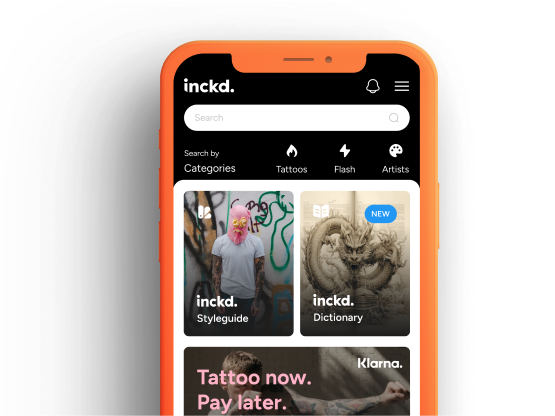 inckd.
Search
Search by
Categories
Tattoos
Flash
Artists
NEW
inckd.
Styleguide
inckd.
Dictionary
Klarna.
Tattoo now.
Pay later.